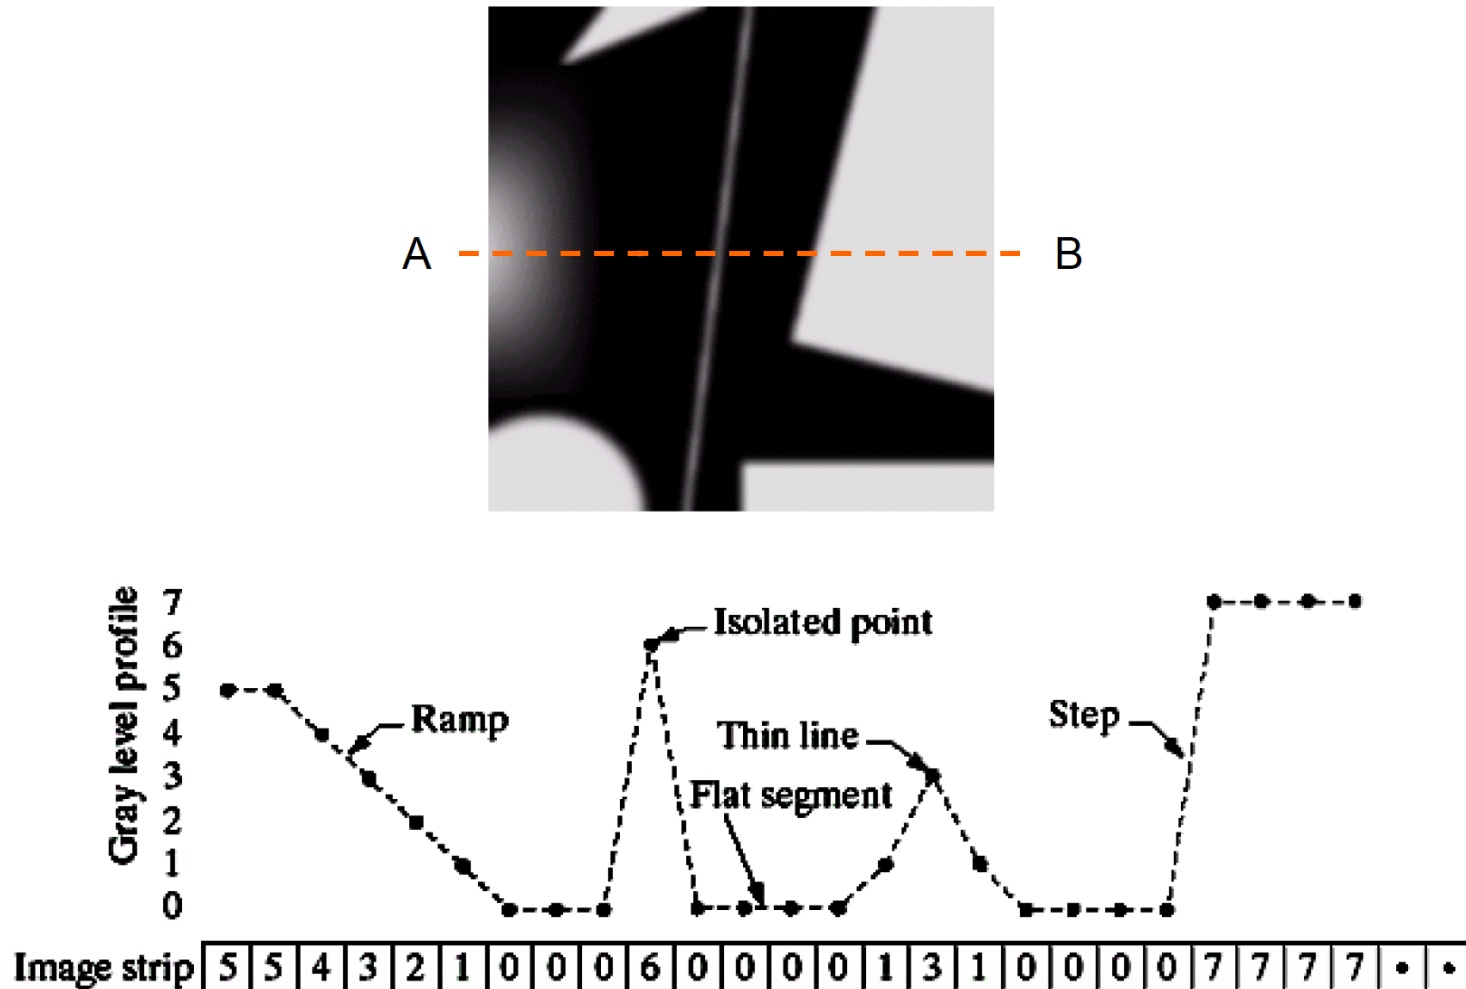 A
B
Gray level profile
7
6
5
4
3
2
1
0
Isolated point
Ramp
Thin line
Step
Flat segment
Image strip 5 5 4 3 2 1 0 0 0 6 0 0 0 0 1 3 1 0 0 0 0 7 7 7 7 • •